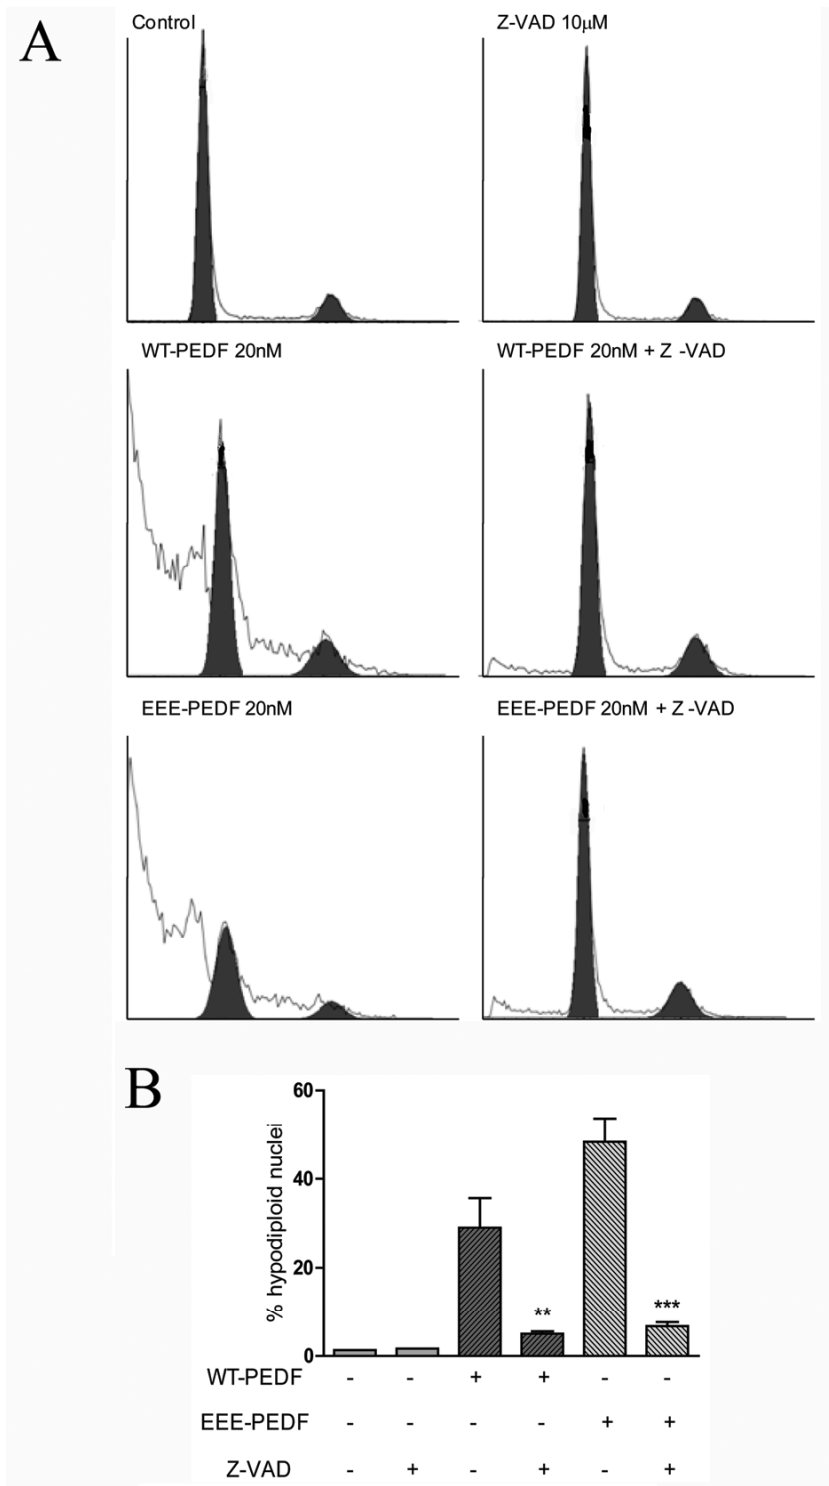 A
Control
Z-VAD 10µM
WT-PEDF 20nM
WT-PEDF 20nM + Z -VAD
EEE-PEDF 20nM
EEE-PEDF 20nM + Z -VAD
B
% hypodiploid nuclei
60
40
20
0
**
***
WT-PEDF - - + + - -
EEE-PEDF - - - - + +
Z-VAD - + - + - +